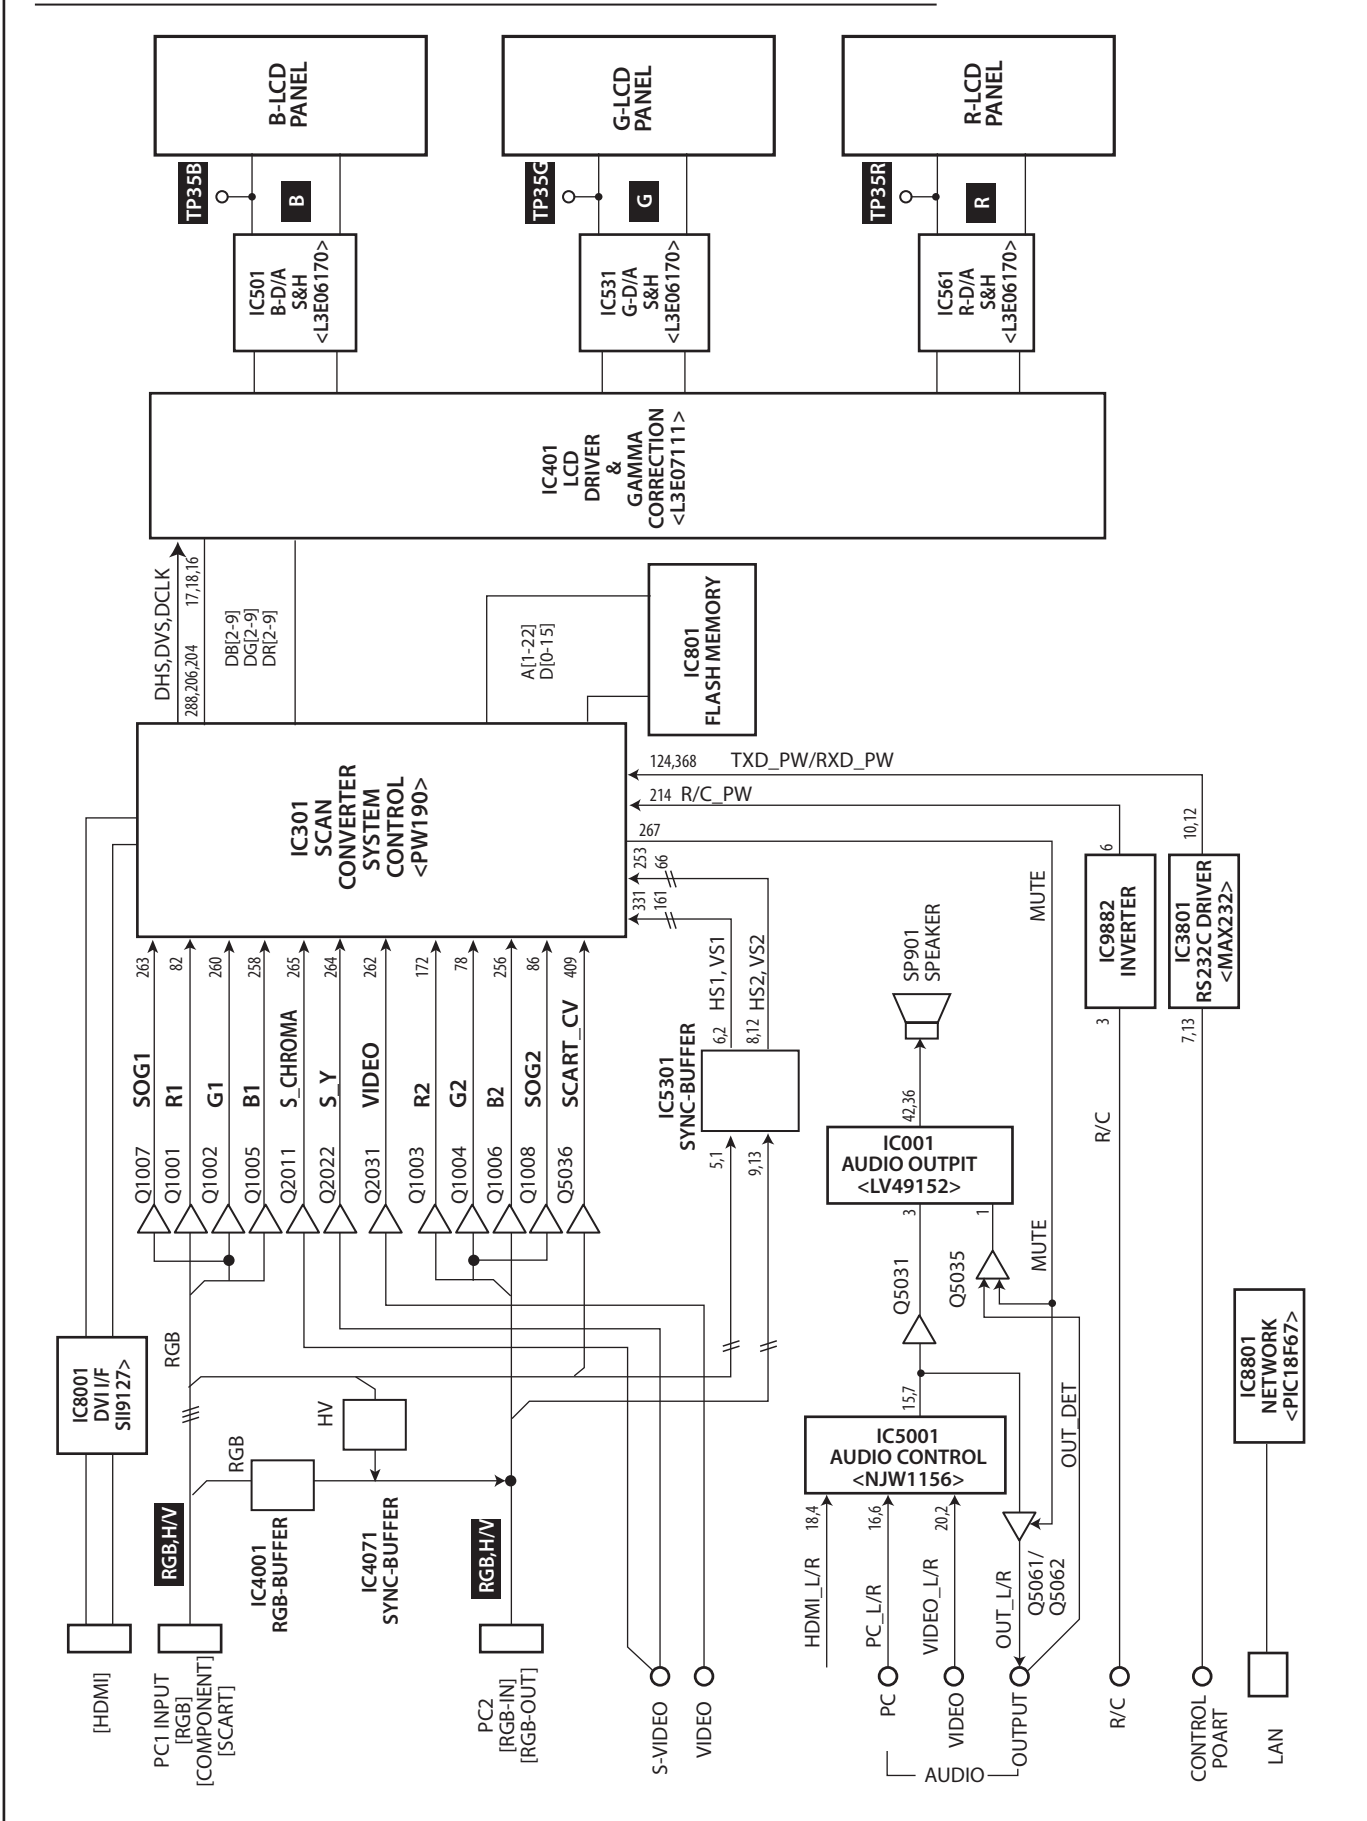 [HDMI]
PC1 INPUT
[RGB]
[COMPONENT]
[SCART]
PC2
[RGB-IN]
[RGB-OUT]
S-VIDEO
VIDEO
AUDIO
PC
VIDEO
OUTPUT
R/C
CONTROL
POART
LAN
RGB,H/V
RGB,H/V
IC8001
DVI I/F
SII9127>
IC4001
RGB-BUFFER
RGB
RGB
HV
IC4071
SYNC-BUFFER
HDMI_L/R
PC_L/R
VIDEO_L/R
OUT_L/R
Q5061/
Q5062
18,4
16,6
20,2
IC5001
AUDIO CONTROL
<NJW1156>
15,7
OUT_DET
Q5031
Q5035
MUTE
3
1
IC001
AUDIO OUTPIT
<LV49152>
42,36
SP901
SPEAKER
MUTE
IC8801
NETWORK
<PIC18F67>
R/C
3
IC9882
INVERTER
6
7,13
IC3801
RS232C DRIVER
<MAX232>
10,12
Q1007
SOG1
263
Q1001
R1
82
Q1002
G1
260
Q1005
B1
258
Q2011
S_CHROMA
265
Q2022
S_Y
264
Q2031
VIDEO
262
Q1003
R2
172
Q1004
G2
78
Q1006
B2
256
Q1008
SOG2
86
Q5036
SCART_CV
409
IC5301
SYNC-BUFFER
5,1
9,13
6,2
HS1, VS1
8,12
HS2, VS2
331
161
253
66
267
214
R/C_PW
124,368
TXD_PW/RXD_PW
IC301
SCAN
CONVERTER
SYSTEM
CONTROL
<PW190>
DHS,DVS,DCLK
288,206,204
17,18,16
DB[2-9]
DG[2-9]
DR[2-9]
A[1-22]
D[0-15]
IC801
FLASH MEMORY
IC401
LCD
DRIVER
&
GAMMA
CORRECTION
<L3E07111>
IC501
B-D/A
S&H
<L3E06170>
IC531
G-D/A
S&H
<L3E06170>
IC561
R-D/A
S&H
<L3E06170>
TP35B
B
TP35G
G
TP35R
R
B-LCD
PANEL
G-LCD
PANEL
R-LCD
PANEL